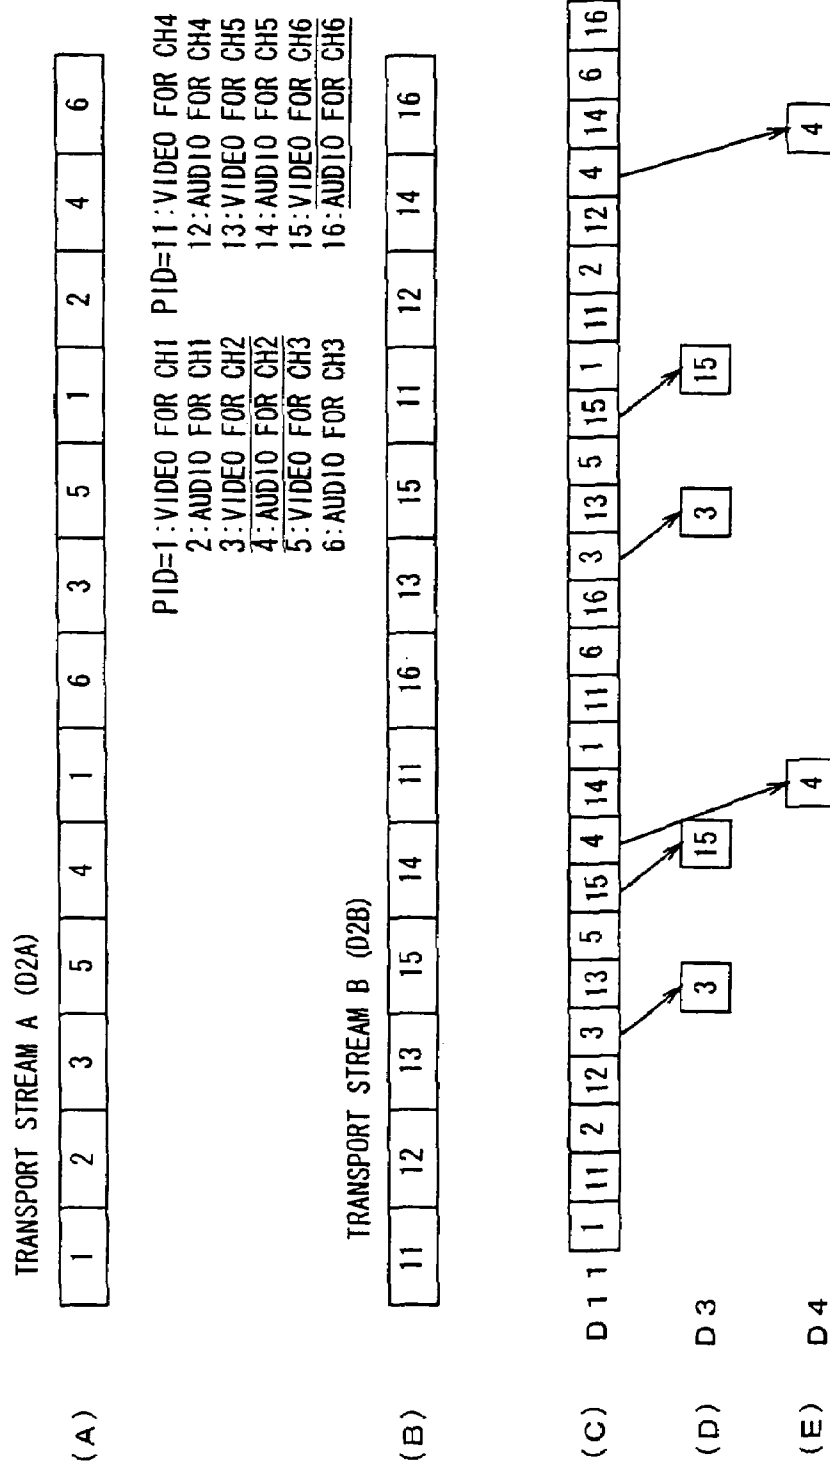 TRANSPORT STREAM A (D2A)
(A) 1 2 3 5 4 1 6 3 5 1 2 4 6
PID=1:VIDEO FOR CH1 PID=11:VIDEO FOR CH4
2:AUDIO FOR CH1 12:AUDIO FOR CH4
3:VIDEO FOR CH2 13:VIDEO FOR CH5
4:AUDIO FOR CH2 14:AUDIO FOR CH5
5:VIDEO FOR CH3 15:VIDEO FOR CH6
6:AUDIO FOR CH3 16:AUDIO FOR CH6
TRANSPORT STREAM B (D2B)
(B) 11 12 13 15 14 11 16 13 15 11 12 14 16
(C) D11 1 11 2 12 3 13 5 15 4 14 1 11 6 16 3 13 5 15 1 11 2 12 4 14 6 16
(D) D3 3 15 3 15
(E) D4 4 4